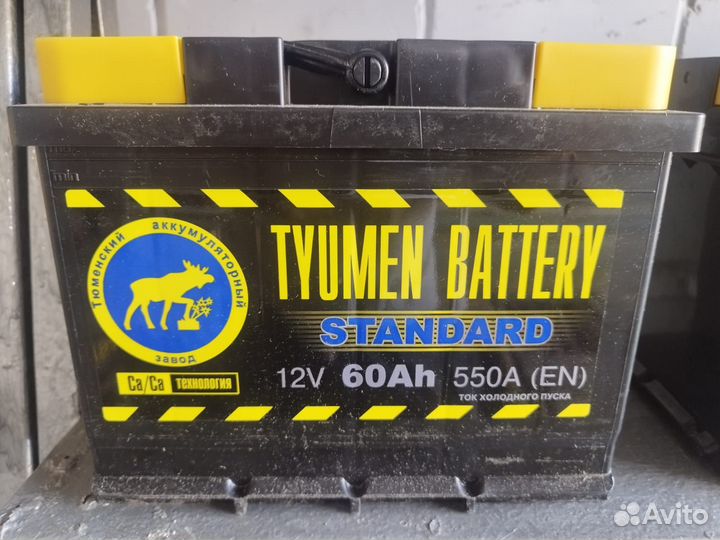 Тюменский аккумуляторный
завод
Ca/Ca технология
TYUMEN BATTERY
STANDARD
12V 60Ah 550A (EN)
ТОК ХОЛОДНОГО ПУСКА
Avito